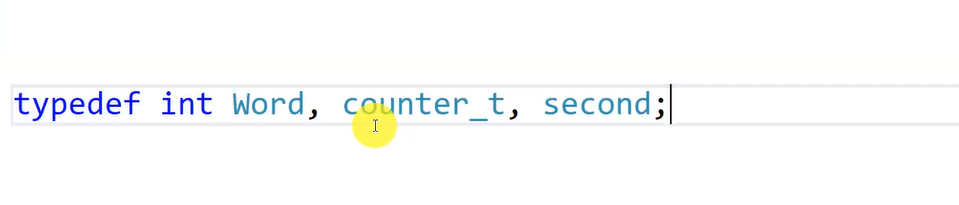 typedef int Word, counter_t, second;